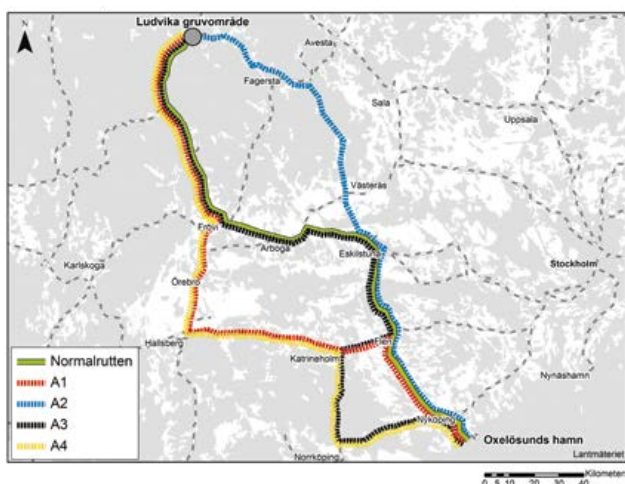 Ludvika gruvområde
N
Avesta
Fagersta
Sala
Uppsala
Västerås
Frövi
Arboga
Eskilstuna
Stockholm
Karlskoga
Örebro
Hallsberg
Flen
Katrineholm
Nynäshamn
Nyköping
Norrköping
Oxelösunds hamn
Normalrutten
A1
A2
A3
A4
Lantmäteriet
Kilometer
0 5 10 20 30 40